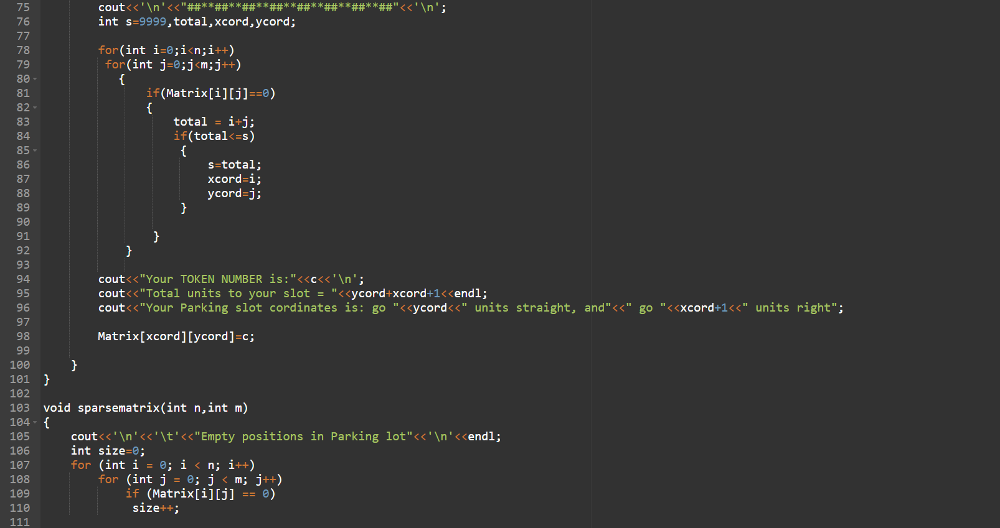 75 cout<<'\n'<<"##**##**##**##**##**##**##**##"<<'\n';
76 int s=9999,total,xcord,ycord;
77
78 for(int i=0;i<n;i++)
79 for(int j=0;j<m;j++)
80 {
81 if(Matrix[i][j]==0)
82 {
83 total = i+j;
84 if(total<=s)
85 {
86 s=total;
87 xcord=i;
88 ycord=j;
89 }
90
91 }
92 }
93
94 cout<<"Your TOKEN NUMBER is:"<<c<<'\n';
95 cout<<"Total units to your slot = "<<ycord+xcord+1<<endl;
96 cout<<"Your Parking slot cordinates is: go "<<ycord<<" units straight, and"<<" go "<<xcord+1<<" units right";
97
98 Matrix[xcord][ycord]=c;
99
100 }
101 }
102
103 void sparsematrix(int n,int m)
104 {
105 cout<<'\n'<<'\t'<<"Empty positions in Parking lot"<<'\n'<<endl;
106 int size=0;
107 for (int i = 0; i < n; i++)
108 for (int j = 0; j < m; j++)
109 if (Matrix[i][j] == 0)
110 size++;
111